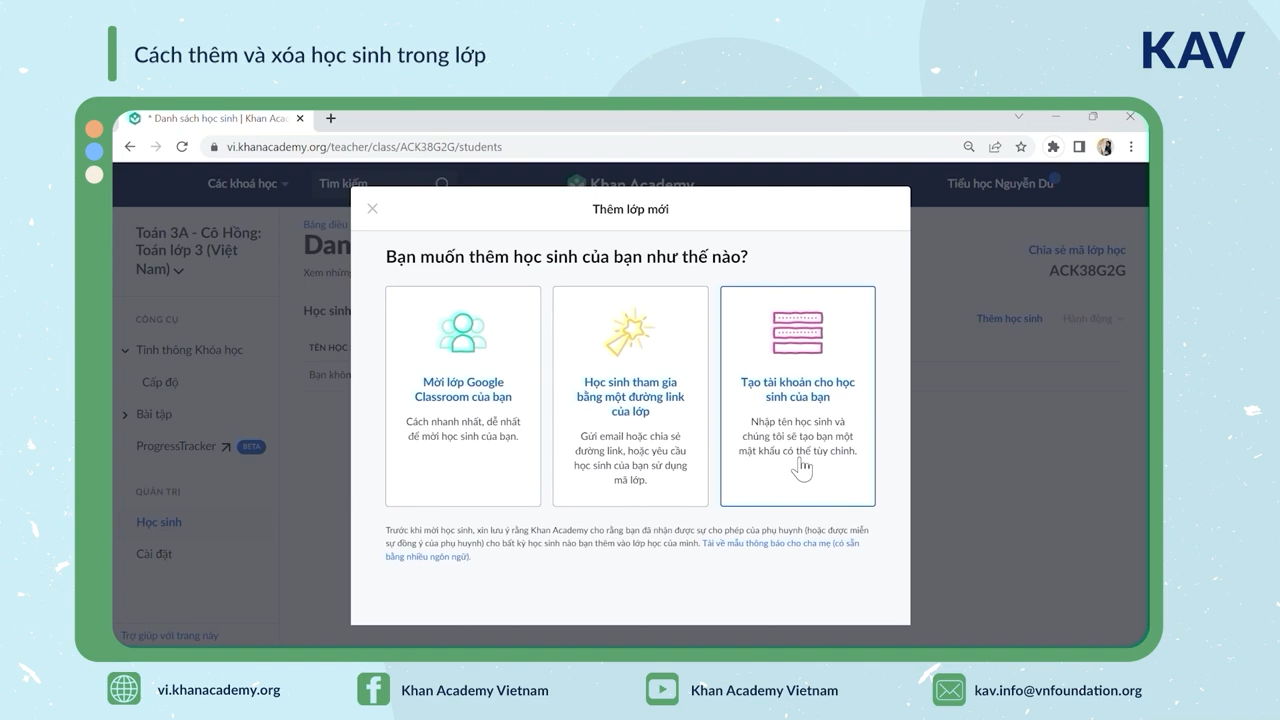 Cách thêm và xóa học sinh trong lớp
KAV
* Danh sách học sinh | Khan Aca
vi.khanacademy.org/teacher/class/ACK38G2G/students
Các khoá học
Tìm kiếm
Khan Academy
Tiểu học Nguyễn Du
Thêm lớp mới
Toán 3A - Cô Hồng:
Toán lớp 3 (Việt
Nam)
Bảng điều
Dan
Xem những
Chia sẻ mã lớp học
ACK38G2G
Học sinh
Thêm học sinh
Hành động
TÊN HỌC
Bạn khôn
CÔNG CỤ
Tinh thông Khóa học
Cấp độ
Bài tập
ProgressTracker
BETA
QUẢN TRỊ
Học sinh
Cài đặt
Trợ giúp với trang này
Bạn muốn thêm học sinh của bạn như thế nào?
Mời lớp Google
Classroom của bạn
Cách nhanh nhất, dễ nhất
để mời học sinh của bạn.
Học sinh tham gia
bằng một đường link
của lớp
Gửi email hoặc chia sẻ
đường link, hoặc yêu cầu
học sinh của bạn sử dụng
mã lớp.
Tạo tài khoản cho học
sinh của bạn
Nhập tên học sinh và
chúng tôi sẽ tạo bạn một
mật khẩu có thể tùy chỉnh.
Trước khi mời học sinh, xin lưu ý rằng Khan Academy cho rằng bạn đã nhận được sự cho phép của phụ huynh (hoặc được miễn
sự đồng ý của phụ huynh) cho bất kỳ học sinh nào bạn thêm vào lớp học của mình. Tải về mẫu thông báo cho cha mẹ (có sẵn
bằng nhiều ngôn ngữ).
vi.khanacademy.org
Khan Academy Vietnam
Khan Academy Vietnam
kav.info@vnfoundation.org